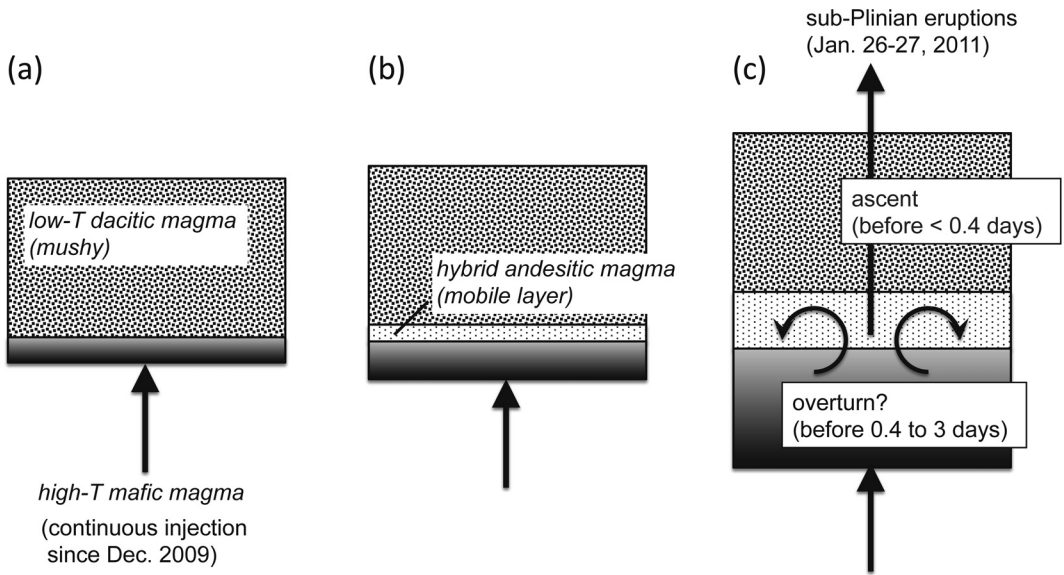 (a)
low-T dacitic magma
(mushy)
high-T mafic magma
(continuous injection
since Dec. 2009)
(b)
hybrid andesitic magma
(mobile layer)
(c)
sub-Plinian eruptions
(Jan. 26-27, 2011)
ascent
(before < 0.4 days)
overturn?
(before 0.4 to 3 days)